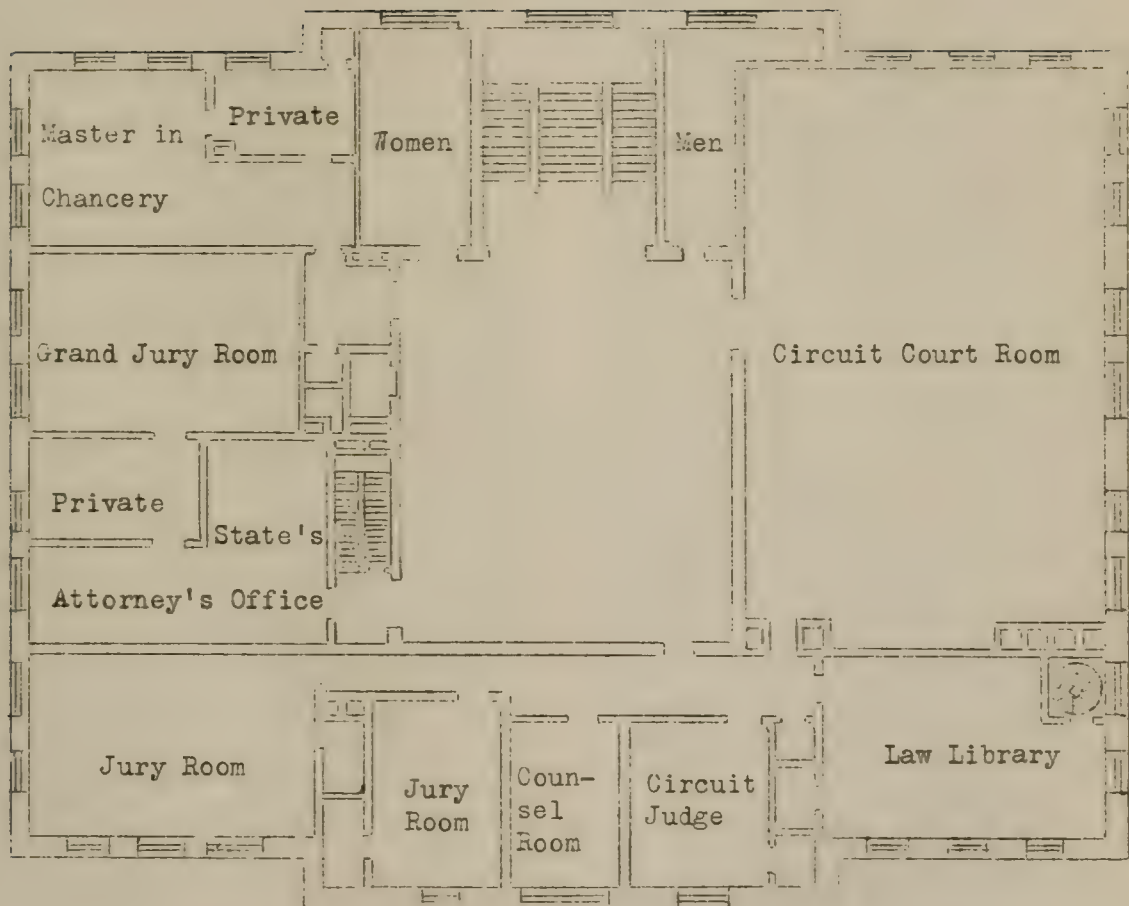 Private
Master in
Women
Men
Chancery
Grand Jury Room
Circuit Court Room
Private
State's
Attorney's Office
Jury Room
Jury
Room
Coun-
sel
Room
Circuit
Judge
Law Library